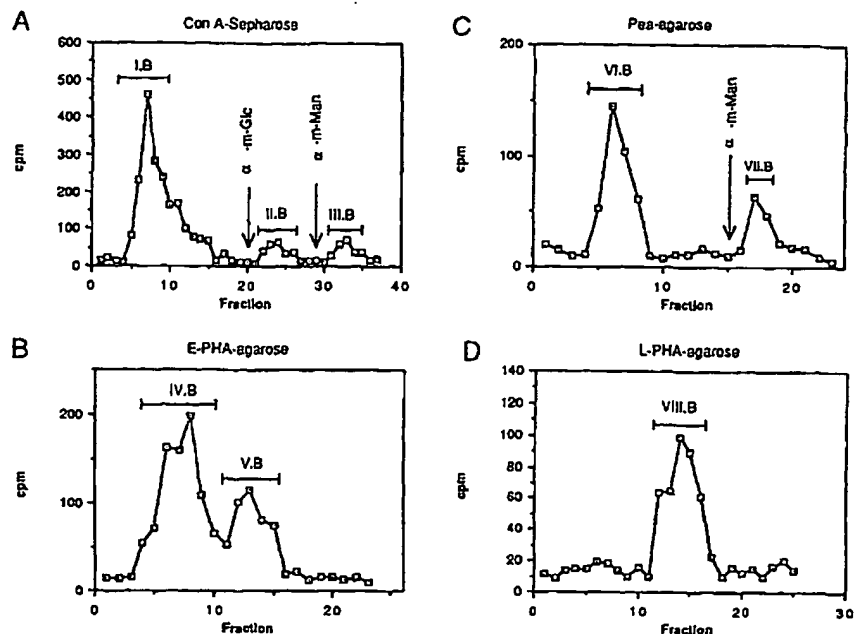 A
Con A-Sepharose
600
500
400
300
200
100
0
cpm
I.B
α -m-Glc
II.B
α -m-Man
III.B
0 10 20 30 40
Fraction
C
Pea-agarose
200
100
0
cpm
VI.B
α -m-Man
VII.B
0 10 20
Fraction
B
E-PHA-agarose
200
100
0
cpm
IV.B
V.B
0 10 20
Fraction
D
L-PHA-agarose
140
120
100
80
60
40
20
0
cpm
VIII.B
0 10 20 30
Fraction